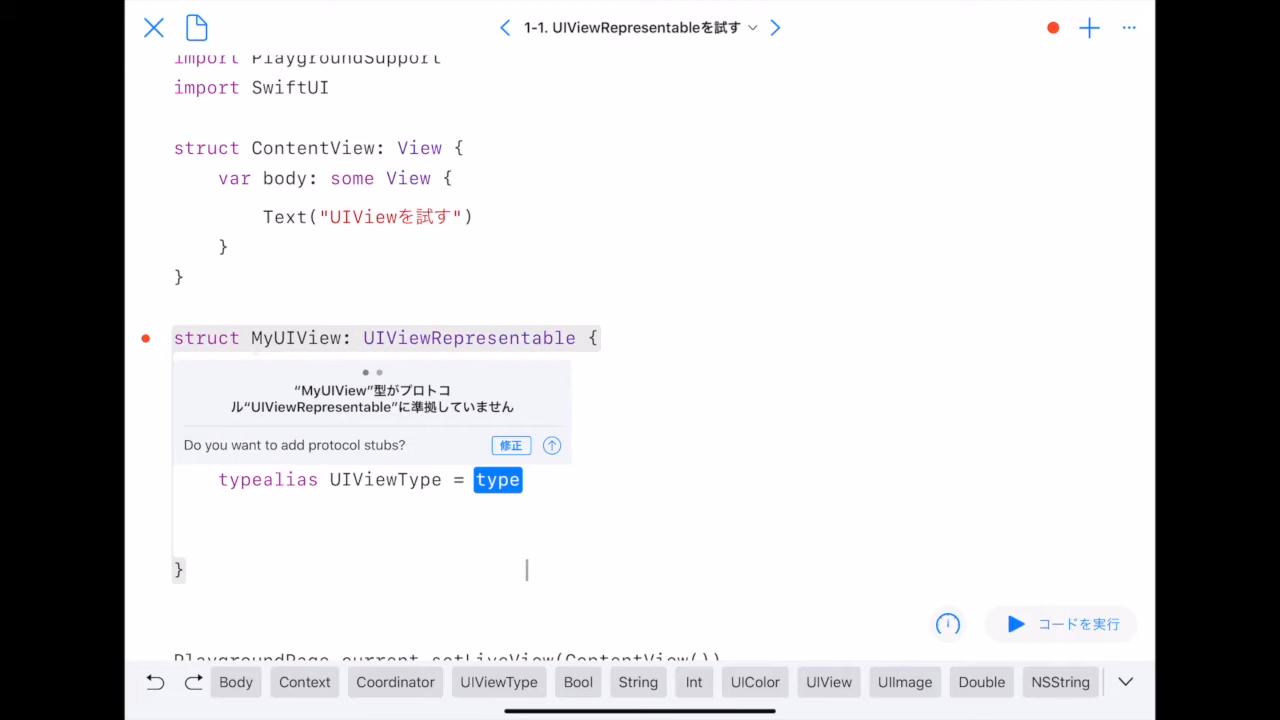 1-1. UIViewRepresentableを試す
import PlaygroundSupport
import SwiftUI
struct ContentView: View {
var body: some View {
Text("UIViewを試す")
}
}
struct MyUIView: UIViewRepresentable {
“MyUIView”型がプロトコ
ル“UIViewRepresentable”に準拠していません
Do you want to add protocol stubs? 修正
typealias UIViewType = type
}
コードを実行
PlaygroundPage.current.setLiveView(ContentView())
Body Context Coordinator UIViewType Bool String Int UIColor UIView UIImage Double NSString